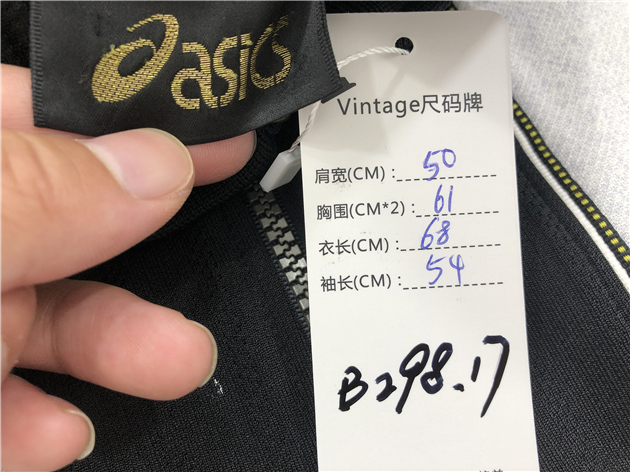 asics
Vintage尺码牌
肩宽(CM)：50
胸围(CM*2)：61
衣长(CM)：68
袖长(CM)：54
B298.17